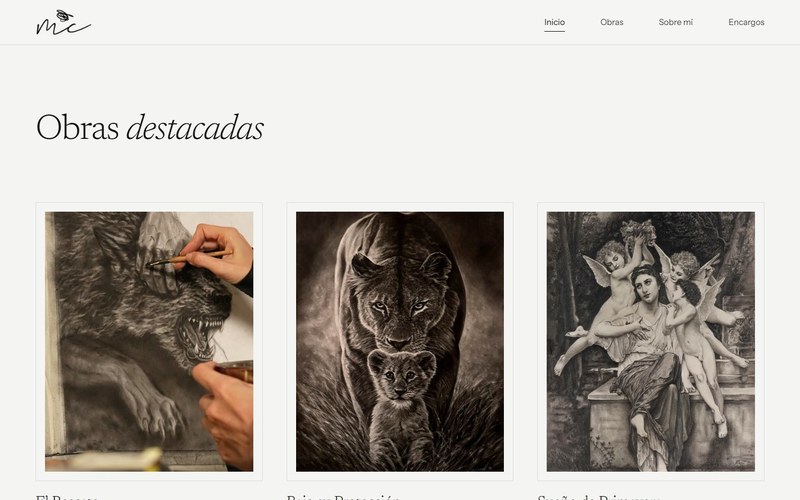 mc
Inicio
Obras
Sobre mí
Encargos
Obras destacadas